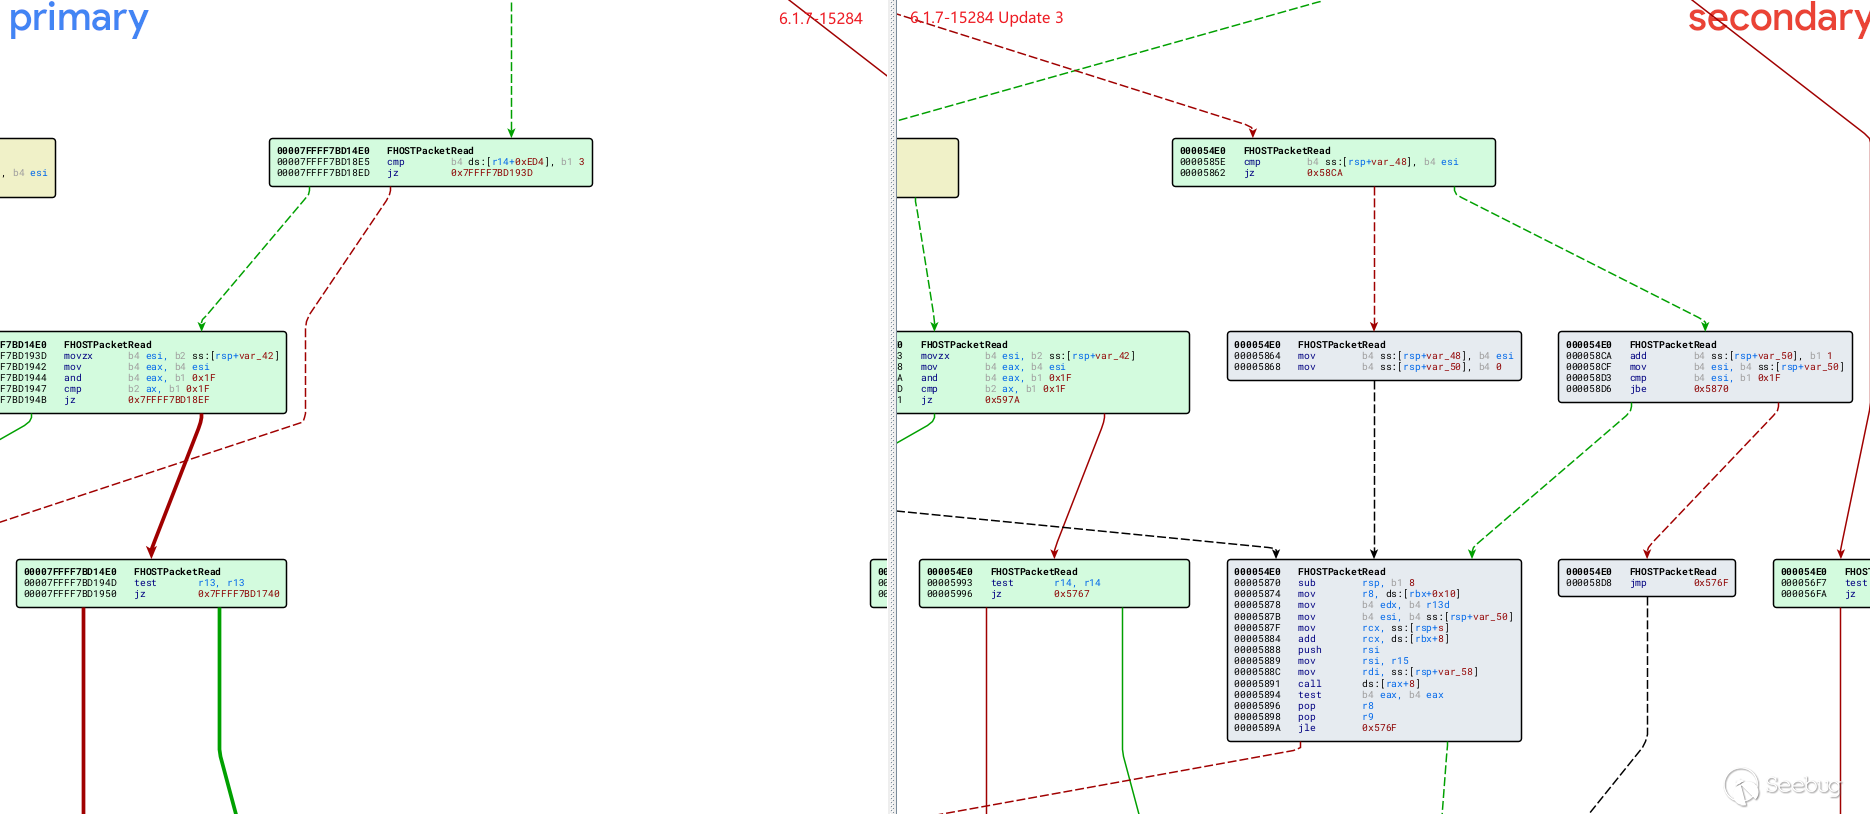 primary
6.1.7-15284
6.1.7-15284 Update 3
secondary
, b4 esi
00007FFFF7BD14E0 FHOSTPacketRead
00007FFFF7BD18E5 cmp b4 ds:[r14+0xED4], b1 3
00007FFFF7BD18ED jz 0x7FFFF7BD193D
000054E0 FHOSTPacketRead
0000585E cmp b4 ss:[rsp+var_48], b4 esi
00005862 jz 0x58CA
F7BD14E0 FHOSTPacketRead
F7BD193D movzx b4 esi, b2 ss:[rsp+var_42]
F7BD1942 mov b4 eax, b4 esi
F7BD1944 and b4 eax, b1 0x1F
F7BD1947 cmp b2 ax, b1 0x1F
F7BD194B jz 0x7FFFF7BD18EF
0 FHOSTPacketRead
3 movzx b4 esi, b2 ss:[rsp+var_42]
8 mov b4 eax, b4 esi
A and b4 eax, b1 0x1F
D cmp b2 ax, b1 0x1F
1 jz 0x597A
000054E0 FHOSTPacketRead
00005864 mov b4 ss:[rsp+var_48], b4 esi
00005868 mov b4 ss:[rsp+var_50], b4 0
000054E0 FHOSTPacketRead
000058CA add b4 ss:[rsp+var_50], b1 1
000058CF mov b4 esi, b4 ss:[rsp+var_50]
000058D3 cmp b4 esi, b1 0x1F
000058D6 jbe 0x5870
00007FFFF7BD14E0 FHOSTPacketRead
00007FFFF7BD194D test r13, r13
00007FFFF7BD1950 jz 0x7FFFF7BD1740
00
00
00
000054E0 FHOSTPacketRead
00005993 test r14, r14
00005996 jz 0x5767
000054E0 FHOSTPacketRead
00005870 sub rsp, b1 8
00005874 mov r8, ds:[rbx+0x10]
00005878 mov b4 edx, b4 r13d
0000587B mov b4 esi, b4 ss:[rsp+var_50]
0000587F mov rcx, ss:[rsp+s]
00005884 add rcx, ds:[rbx+8]
00005888 push rsi
00005889 mov rsi, r15
0000588C mov rdi, ss:[rsp+var_58]
00005891 call ds:[rax+8]
00005894 test b4 eax, b4 eax
00005896 pop r8
00005898 pop r9
0000589A jle 0x576F
000054E0 FHOSTPacketRead
000058D8 jmp 0x576F
000054E0 FHOST
000056F7 test
000056FA jz
Seebug